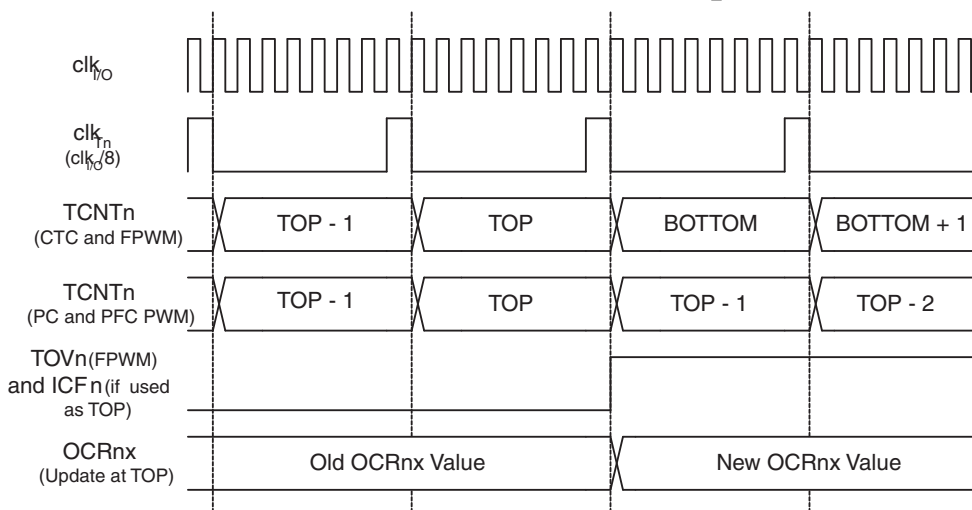 clkI/O
clkTn
(clkI/O/8)
TCNTn
(CTC and FPWM)
TOP - 1
TOP
BOTTOM
BOTTOM + 1
TCNTn
(PC and PFC PWM)
TOP - 1
TOP
TOP - 1
TOP - 2
TOVn(FPWM)
and ICFn(if used
as TOP)
OCRnx
(Update at TOP)
Old OCRnx Value
New OCRnx Value